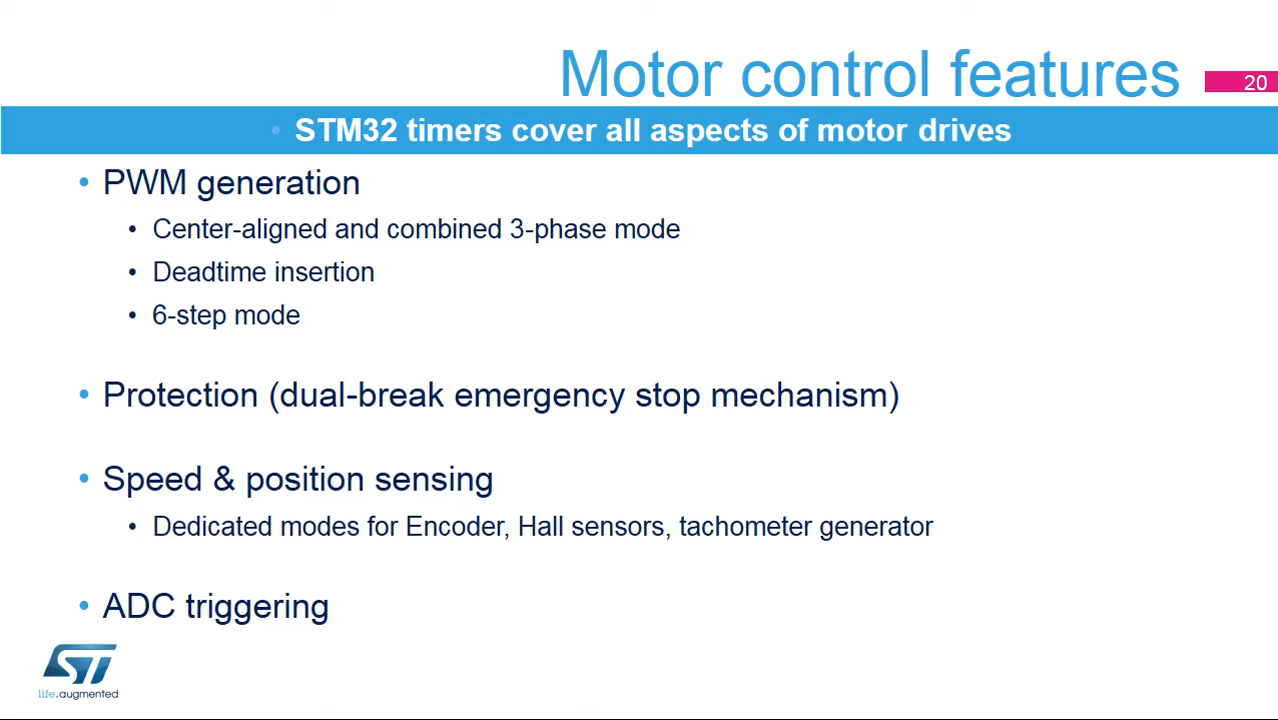 Motor control features
20
• STM32 timers cover all aspects of motor drives
• PWM generation
• Center-aligned and combined 3-phase mode
• Deadtime insertion
• 6-step mode
• Protection (dual-break emergency stop mechanism)
• Speed & position sensing
• Dedicated modes for Encoder, Hall sensors, tachometer generator
• ADC triggering
ST
life.augmented